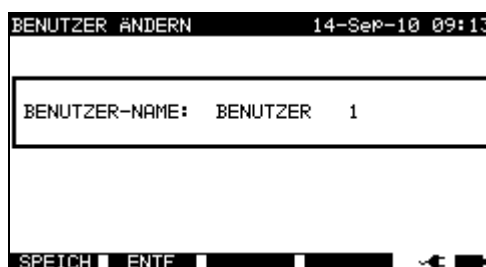 BENUTZER ÄNDERN 14-Sep-10 09:13
BENUTZER-NAME: BENUTZER 1
SPEICH ENTF